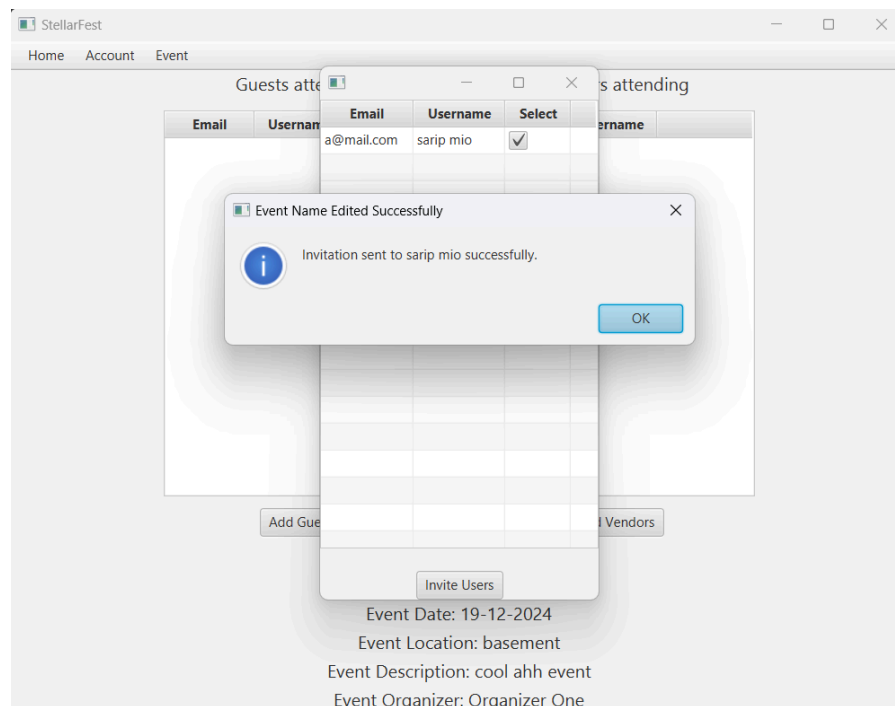 StellarFest
Home Account Event
Guests atte
s attending
Email Usernam
ername
Email Username Select
a@mail.com sarip mio
Event Name Edited Successfully
Invitation sent to sarip mio successfully.
OK
Add Gue
d Vendors
Invite Users
Event Date: 19-12-2024
Event Location: basement
Event Description: cool ahh event
Event Organizer: Organizer One